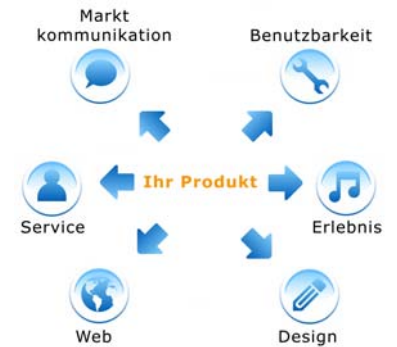 Markt
kommunikation
Benutzbarkeit
Ihr Produkt
Service
Erlebnis
Web
Design